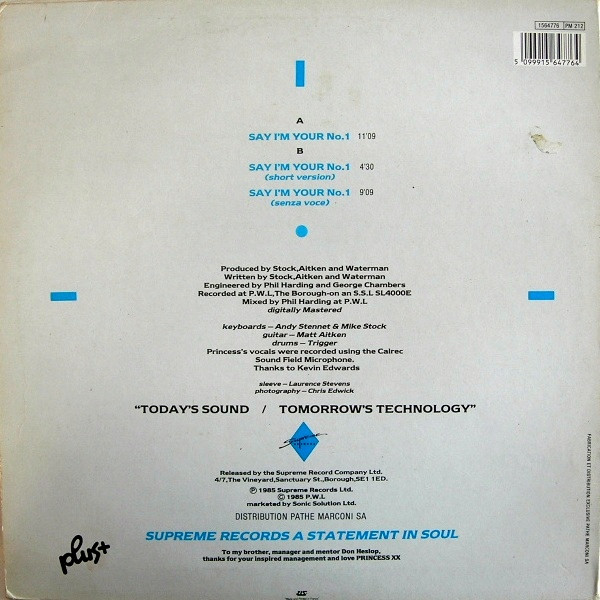 1564776 PM 212
5 099915 647764
A
SAY I'M YOUR No.1 11'09
B
SAY I'M YOUR No.1 4'30
(short version)
SAY I'M YOUR No.1 9'09
(senza voce)
Produced by Stock,Aitken and Waterman
Written by Stock,Aitken and Waterman
Engineered by Phil Harding and George Chambers
Recorded at P.W.L,The Borough-on an S.S.L SL4000E
Mixed by Phil Harding at P.W.L
digitally Mastered
keyboards – Andy Stennet & Mike Stock
guitar – Matt Aitken
drums – Trigger
Princess's vocals were recorded using the Calrec
Sound Field Microphone.
Thanks to Kevin Edwards
sleeve – Laurence Stevens
photography – Chris Edwick
“TODAY'S SOUND / TOMORROW'S TECHNOLOGY”
Supreme
RECORDS
Released by the Supreme Record Company Ltd.
4/7,The Vineyard,Sanctuary St.,Borough,SE1 1ED.
℗ 1985 Supreme Records Ltd.
© 1985 P.W.L
marketed by Sonic Solution Ltd.
DISTRIBUTION PATHE MARCONI SA
SUPREME RECORDS A STATEMENT IN SOUL
To my brother, manager and mentor Don Heslop,
thanks for your inspired management and love PRINCESS XX
plus+
FABRICATION ET DISTRIBUTION EXCLUSIVE PATHE MARCONI SA